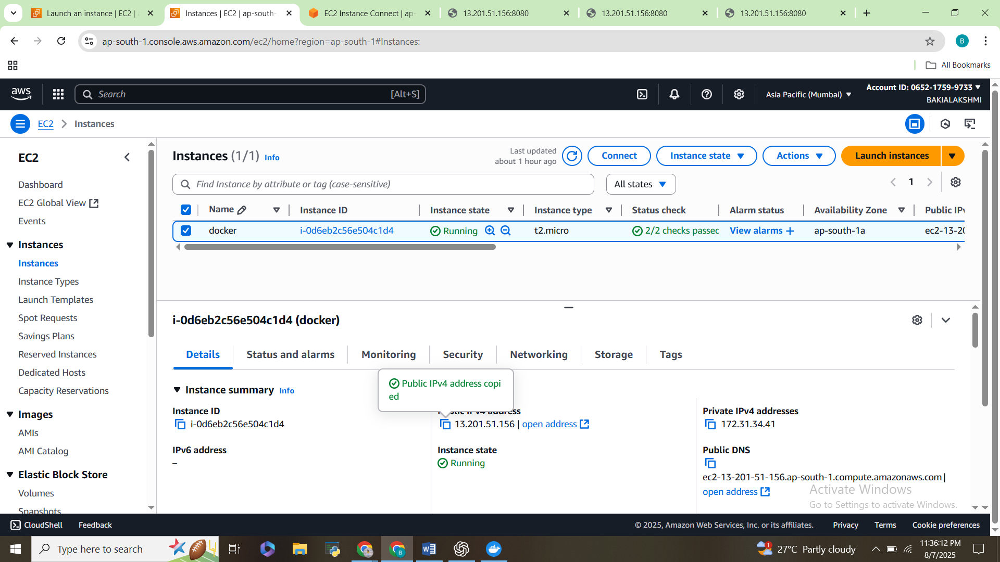 Launch an instance | EC2 | a
Instances | EC2 | ap-south-
EC2 Instance Connect | ap-
13.201.51.156:8080
13.201.51.156:8080
13.201.51.156:8080
ap-south-1.console.aws.amazon.com/ec2/home?region=ap-south-1#Instances:
B
All Bookmarks
aws
Search
[Alt+S]
Asia Pacific (Mumbai)
Account ID: 0652-1759-9733
BAKIALAKSHMI
EC2
Instances
EC2
Dashboard
EC2 Global View
Events
Instances
Instances
Instance Types
Launch Templates
Spot Requests
Savings Plans
Reserved Instances
Dedicated Hosts
Capacity Reservations
Images
AMIs
AMI Catalog
Elastic Block Store
Volumes
Snapshots
Instances (1/1) Info
Last updated
about 1 hour ago
Connect
Instance state
Actions
Launch instances
Find Instance by attribute or tag (case-sensitive)
All states
1
Name
Instance ID
Instance state
Instance type
Status check
Alarm status
Availability Zone
Public IPv
docker
i-0d6eb2c56e504c1d4
Running
t2.micro
2/2 checks passed
View alarms +
ap-south-1a
ec2-13-20
i-0d6eb2c56e504c1d4 (docker)
Details
Status and alarms
Monitoring
Security
Networking
Storage
Tags
Public IPv4 address copi
ed
Instance summary Info
Instance ID
i-0d6eb2c56e504c1d4
Public IPv4 address
13.201.51.156 | open address
Private IPv4 addresses
172.31.34.41
IPv6 address
–
Instance state
Running
Public DNS
ec2-13-201-51-156.ap-south-1.compute.amazonaws.com |
open address
Activate Windows
Go to Settings to activate Windows.
CloudShell
Feedback
© 2025, Amazon Web Services, Inc. or its affiliates.
Privacy
Terms
Cookie preferences
Type here to search
B
1
27°C Partly cloudy
11:36:12 PM
8/7/2025